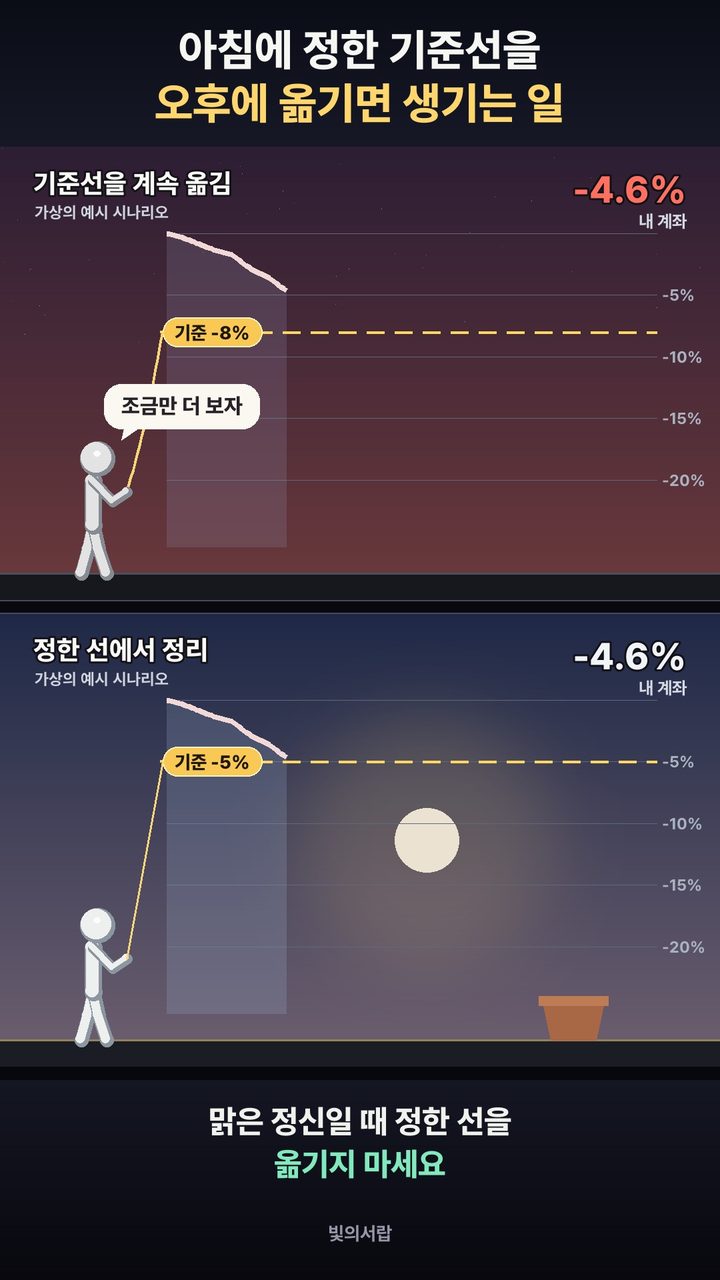 아침에 정한 기준선을
오후에 옮기면 생기는 일
기준선을 계속 옮김
가상의 예시 시나리오
-4.6%
내 계좌
-5%
기준 -8%
-10%
조금만 더 보자
-15%
-20%
정한 선에서 정리
가상의 예시 시나리오
-4.6%
내 계좌
기준 -5%
-5%
-10%
-15%
-20%
맑은 정신일 때 정한 선을
옮기지 마세요
빛의서랍